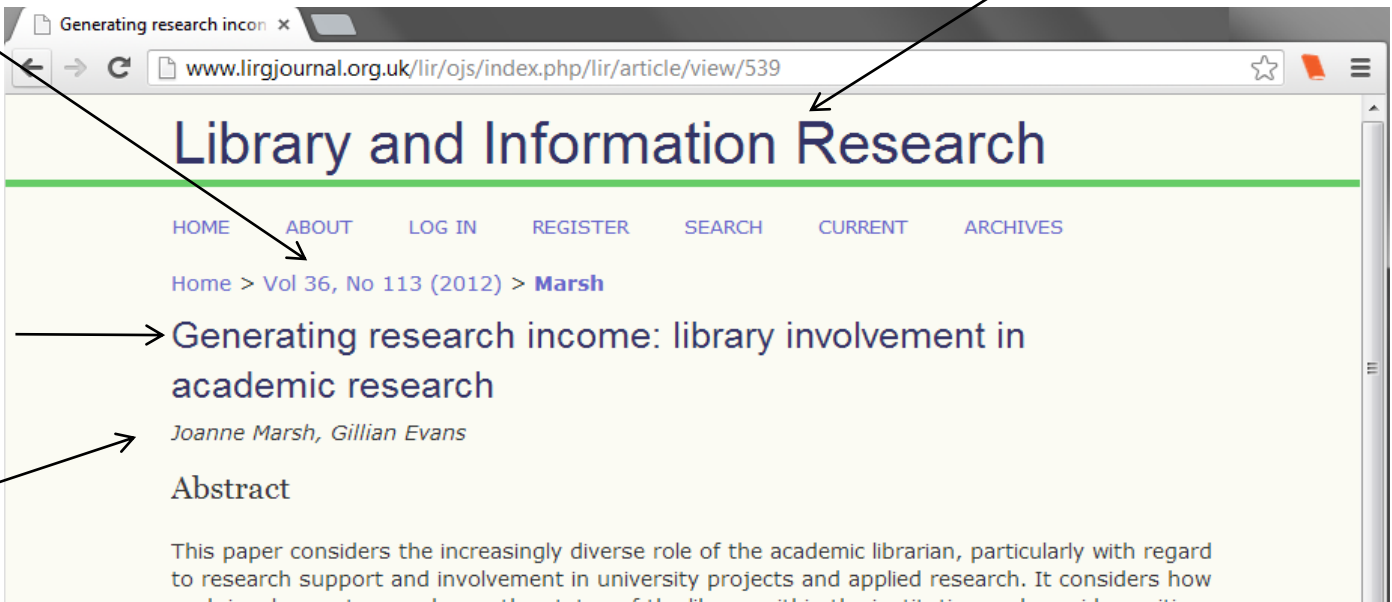 Generating research incon
www.lirgjournal.org.uk/lir/ojs/index.php/lir/article/view/539
Library and Information Research
HOME ABOUT LOG IN REGISTER SEARCH CURRENT ARCHIVES
Home > Vol 36, No 113 (2012) > Marsh
Generating research income: library involvement in
academic research
Joanne Marsh, Gillian Evans
Abstract
This paper considers the increasingly diverse role of the academic librarian, particularly with regard
to research support and involvement in university projects and applied research. It considers how